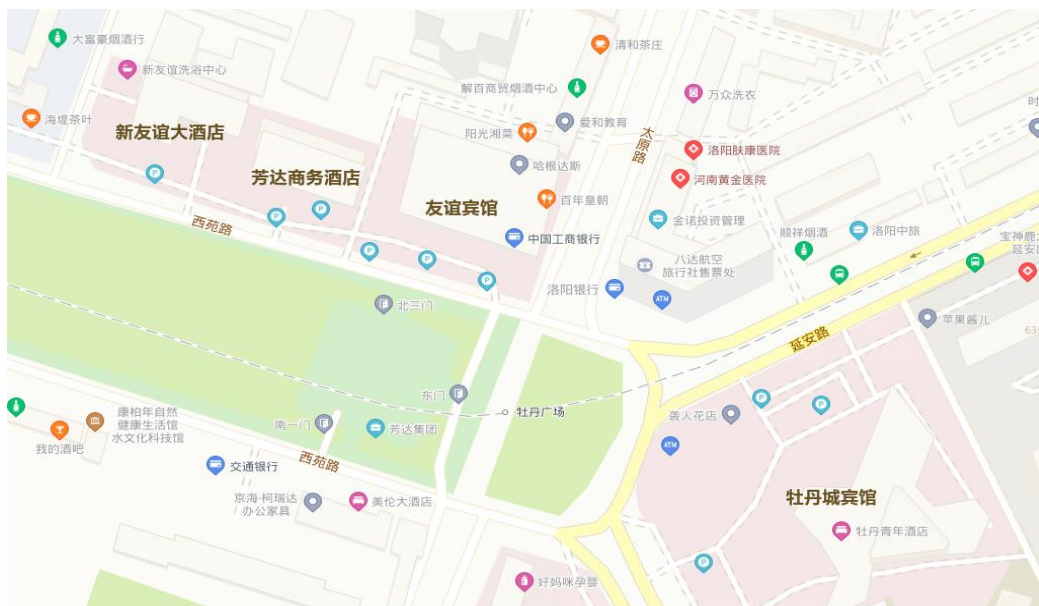 大富豪烟酒行
新友谊洗浴中心
清和茶庄
解百商贸烟酒中心
万众洗衣
时
海堤茶叶
新友谊大酒店
爱和教育
阳光湘菜
太原路
洛阳肤康医院
哈根达斯
芳达商务酒店
河南黄金医院
百年皇朝
友谊宾馆
西苑路
金诺投资管理
中国工商银行
顺祥烟酒
洛阳中旅
宝神鹿
延安
八达航空
旅行社售票处
洛阳银行
ATM
北三门
苹果酱儿
635
延安路
东门
康柏年自然
健康生活馆
水文化科技馆
牡丹广场
袭人花店
南一门
芳达集团
我的酒吧
西苑路
ATM
交通银行
京海·柯瑞达
办公家具
美伦大酒店
牡丹城宾馆
牡丹青年酒店
好妈咪孕婴
P
P
P
P
P
P
P
P
P